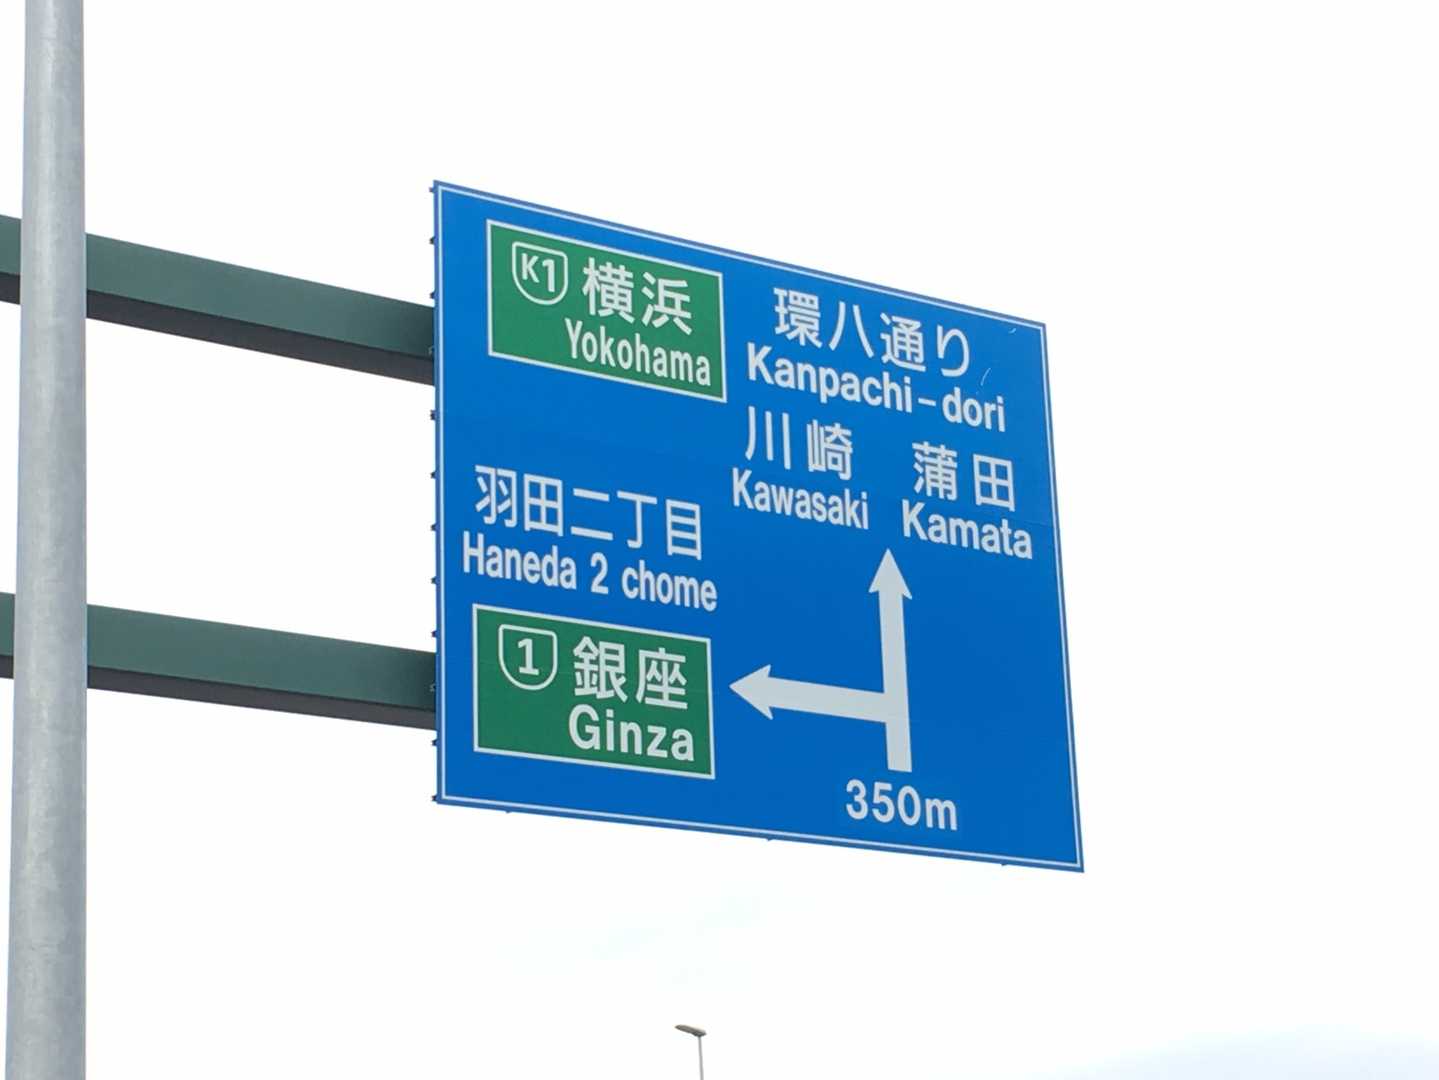 K1 横浜
Yokohama
環八通り
Kanpachi-dori
川崎 蒲田
Kawasaki Kamata
羽田二丁目
Haneda 2 chome
1 銀座
Ginza
350m